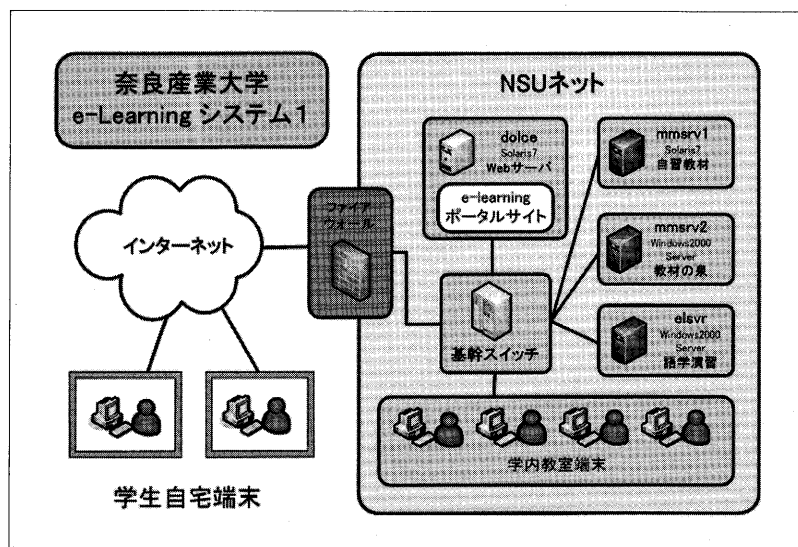 奈良産業大学
e-Learning システム1
NSUネット
dolce
Solaris7
Webサーバ
e-learning
ポータルサイト
mmsrv1
Solaris7
自習教材
mmsrv2
Windows2000
Server
教材の泉
elsvr
Windows2000
Server
語学演習
ファイア
ウォール
インターネット
基幹スイッチ
学内教室端末
学生自宅端末